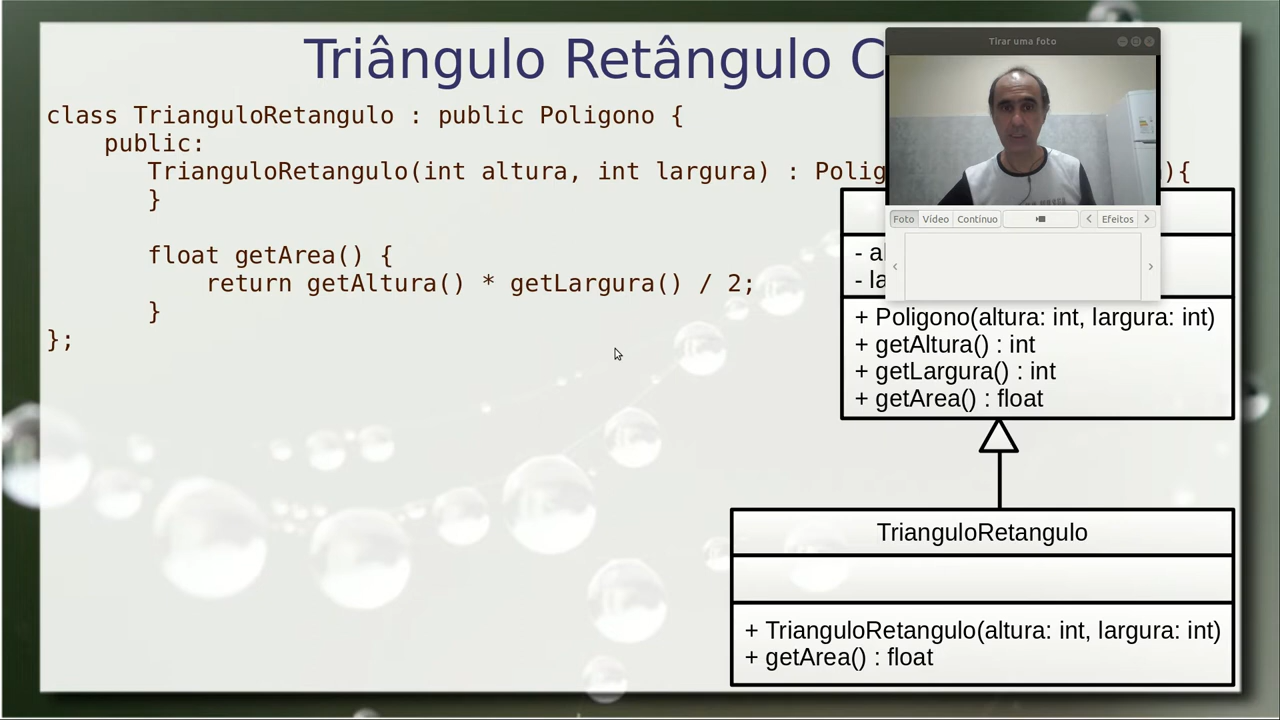 Triângulo Retângulo C
class TrianguloRetangulo : public Poligono {
public:
TrianguloRetangulo(int altura, int largura) : Polig
){
}
float getArea() {
return getAltura() * getLargura() / 2;
}
};
Tirar uma foto
Foto Vídeo Contínuo Efeitos
- al
- la
+ Poligono(altura: int, largura: int)
+ getAltura() : int
+ getLargura() : int
+ getArea() : float
TrianguloRetangulo
+ TrianguloRetangulo(altura: int, largura: int)
+ getArea() : float